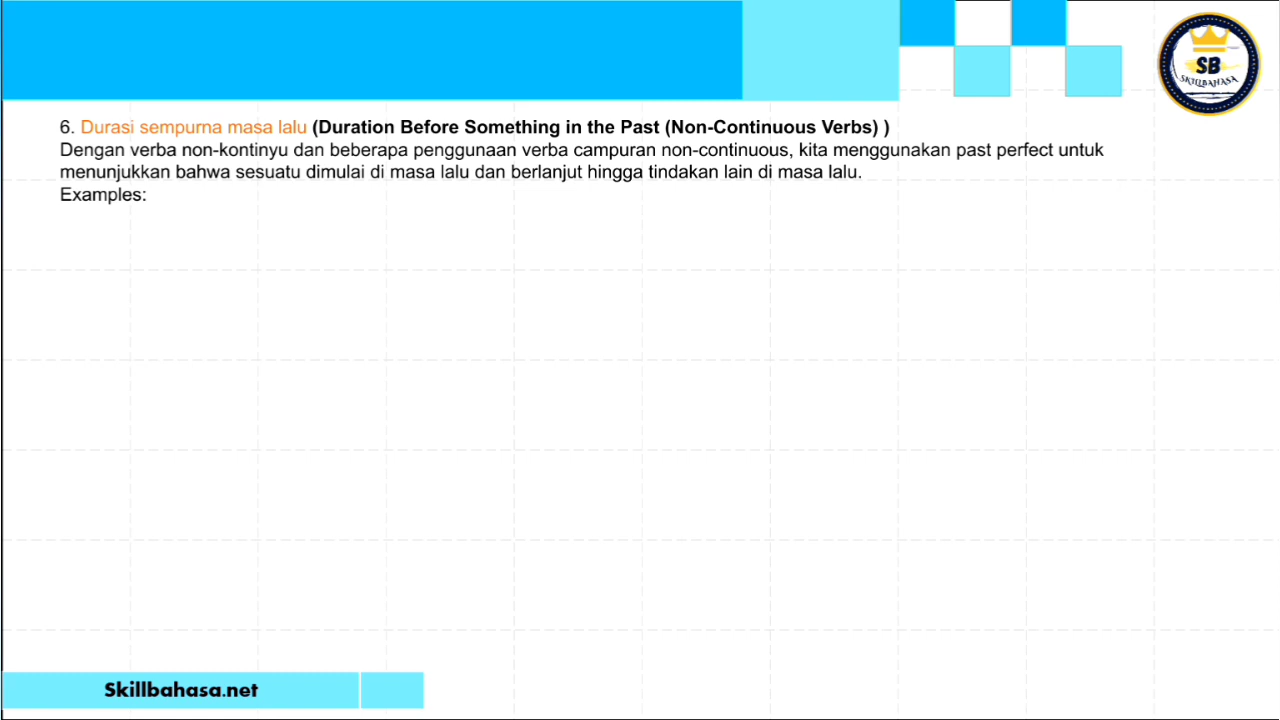 SB
SKILLBAHASA
6. Durasi sempurna masa lalu (Duration Before Something in the Past (Non-Continuous Verbs) )
Dengan verba non-kontinyu dan beberapa penggunaan verba campuran non-continuous, kita menggunakan past perfect untuk
menunjukkan bahwa sesuatu dimulai di masa lalu dan berlanjut hingga tindakan lain di masa lalu.
Examples:
Skillbahasa.net